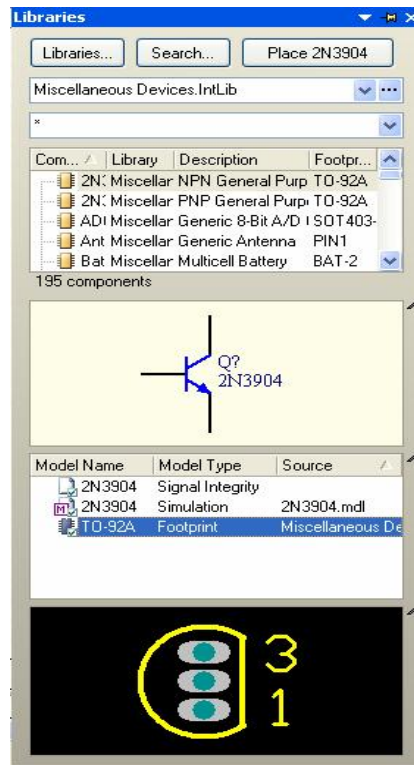 Libraries
Libraries... Search... Place 2N3904
Miscellaneous Devices.IntLib
*
Com... Library Description Footpr...
2N: Miscellar NPN General Purp TO-92A
2N: Miscellar PNP General Purp TO-92A
AD Miscellar Generic 8-Bit A/D SOT403-
Ant Miscellar Generic Antenna PIN1
Bat Miscellar Multicell Battery BAT-2
195 components
Q?
2N3904
Model Name Model Type Source
2N3904 Signal Integrity
2N3904 Simulation 2N3904.mdl
TO-92A Footprint Miscellaneous De
3
1